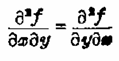 ∂²f/∂x∂y = ∂²f/∂y∂x